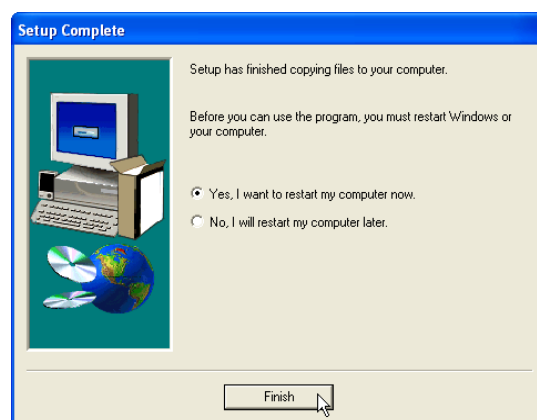 Setup Complete
Setup has finished copying files to your computer.
Before you can use the program, you must restart Windows or
your computer.
Yes, I want to restart my computer now.
No, I will restart my computer later.
Finish